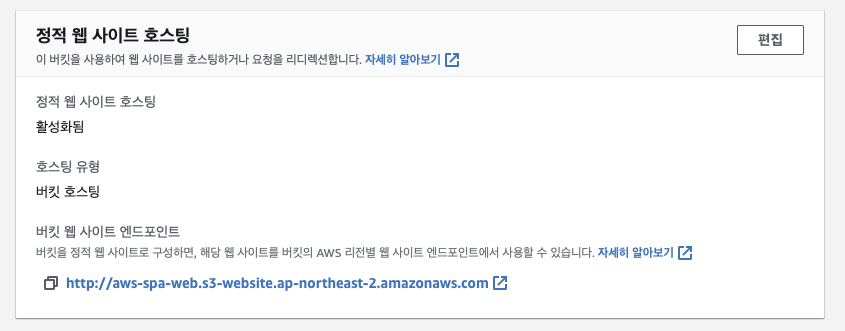 정적 웹 사이트 호스팅
편집
이 버킷을 사용하여 웹 사이트를 호스팅하거나 요청을 리디렉션합니다. 자세히 알아보기
정적 웹 사이트 호스팅
활성화됨
호스팅 유형
버킷 호스팅
버킷 웹 사이트 엔드포인트
버킷을 정적 웹 사이트로 구성하면, 해당 웹 사이트를 버킷의 AWS 리전별 웹 사이트 엔드포인트에서 사용할 수 있습니다. 자세히 알아보기
http://aws-spa-web.s3-website.ap-northeast-2.amazonaws.com